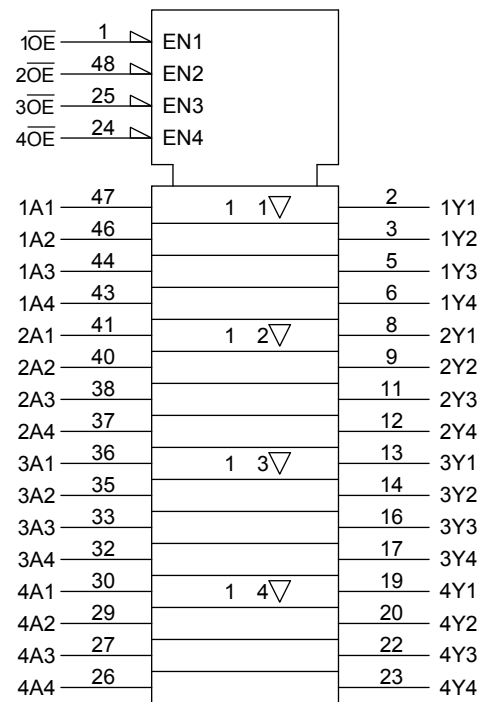 1O̅E̅ 1 EN1
2O̅E̅ 48 EN2
3O̅E̅ 25 EN3
4O̅E̅ 24 EN4
1A1 47 1 1▽ 2 1Y1
1A2 46 3 1Y2
1A3 44 5 1Y3
1A4 43 6 1Y4
2A1 41 1 2▽ 8 2Y1
2A2 40 9 2Y2
2A3 38 11 2Y3
2A4 37 12 2Y4
3A1 36 1 3▽ 13 3Y1
3A2 35 14 3Y2
3A3 33 16 3Y3
3A4 32 17 3Y4
4A1 30 1 4▽ 19 4Y1
4A2 29 20 4Y2
4A3 27 22 4Y3
4A4 26 23 4Y4